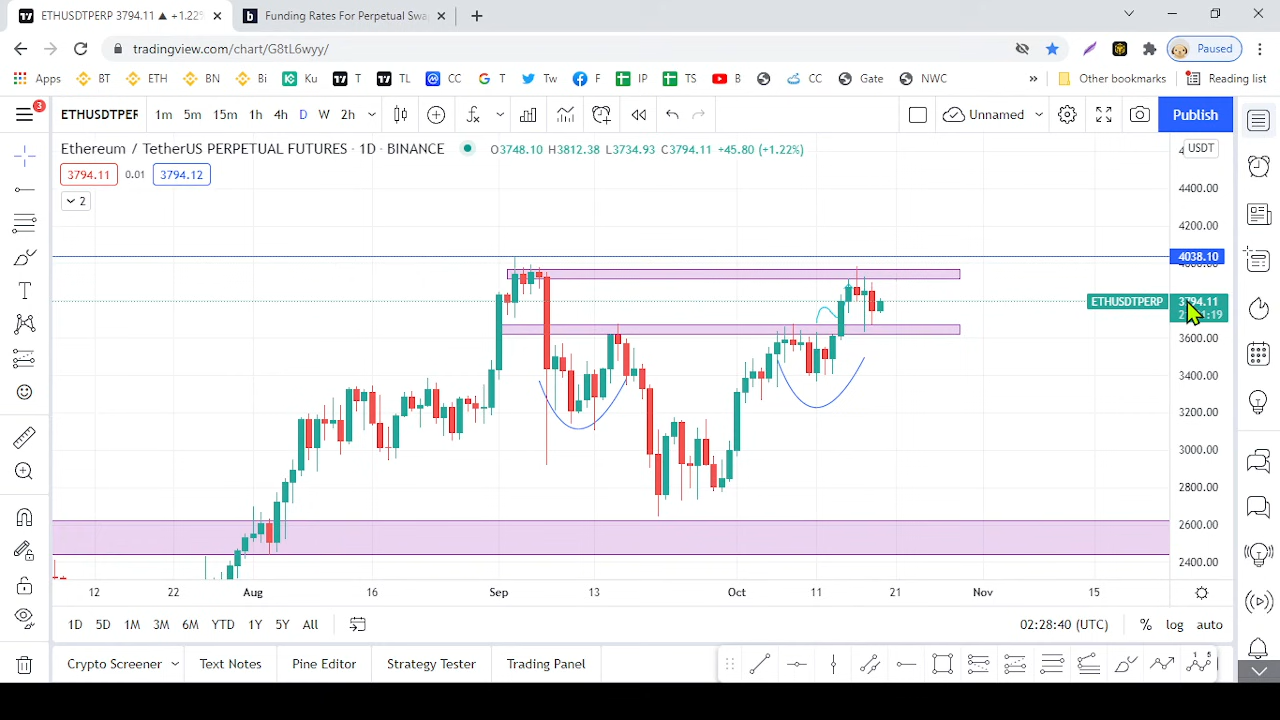 ETHUSDTPERP 3794.11 ▲ +1.22%
Funding Rates For Perpetual Swa
tradingview.com/chart/G8tL6wyy/
Paused
Apps BT ETH BN Bi Ku T TL CC T Tw F IP TS B CC Gate NWC » Other bookmarks Reading list
3 ETHUSDTPERP 1m 5m 15m 1h 4h D W 2h Unnamed Publish
Ethereum / TetherUS PERPETUAL FUTURES · 1D · BINANCE O3748.10 H3812.38 L3734.93 C3794.11 +45.80 (+1.22%)
USDT
3794.11 0.01 3794.12
2
4400.00
4200.00
4038.10
ETHUSDTPERP 3794.11
3600.00
3400.00
3200.00
3000.00
2800.00
2600.00
2400.00
12 22 Aug 16 Sep 13 Oct 11 21 Nov 15
1D 5D 1M 3M 6M YTD 1Y 5Y All 02:28:40 (UTC) % log auto
Crypto Screener Text Notes Pine Editor Strategy Tester Trading Panel